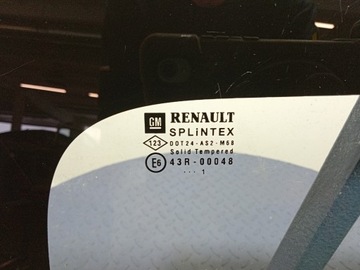 GM RENAULT
SPLiNTEX
123 DOT24-AS2-M68
Solid Tempered
E6 43R-00048
... 1